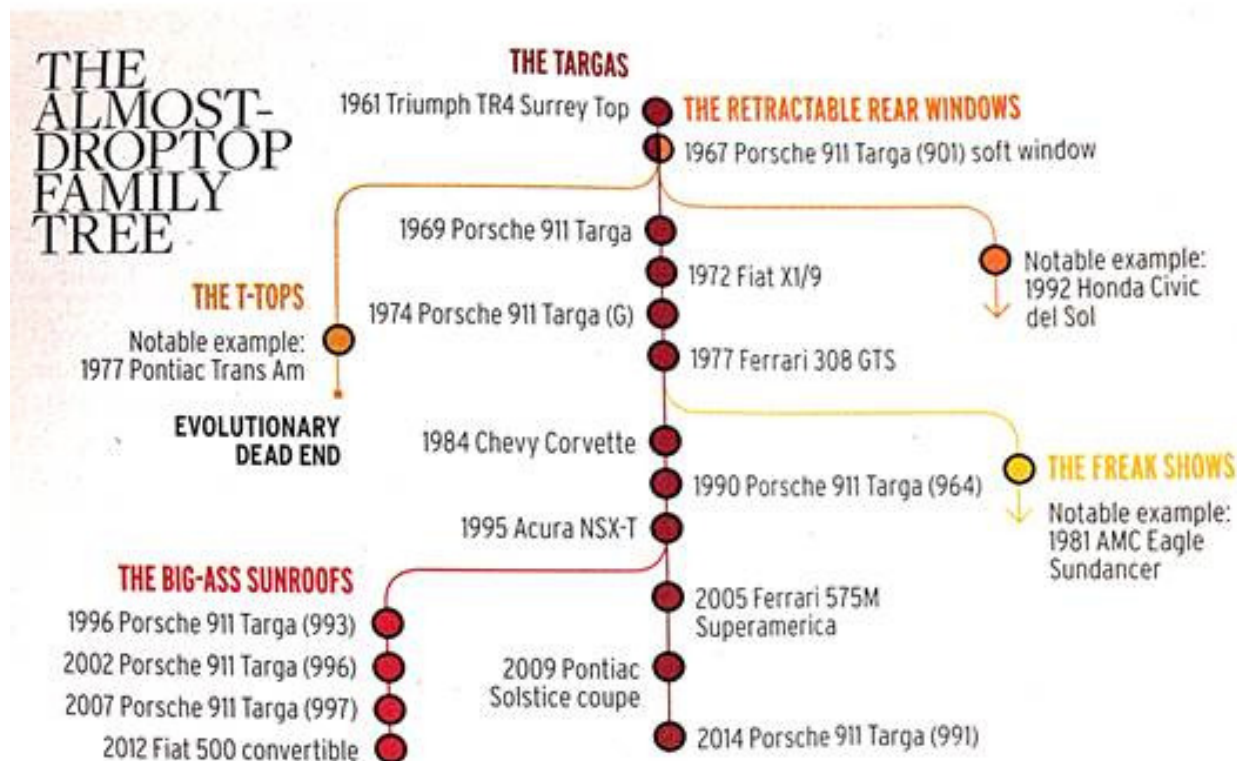 THE
ALMOST-
DROPTOP
FAMILY
TREE
THE TARGAS
1961 Triumph TR4 Surrey Top
THE RETRACTABLE REAR WINDOWS
1967 Porsche 911 Targa (901) soft window
1969 Porsche 911 Targa
1972 Fiat X1/9
Notable example:
1992 Honda Civic
del Sol
THE T-TOPS
Notable example:
1977 Pontiac Trans Am
EVOLUTIONARY
DEAD END
1974 Porsche 911 Targa (G)
1977 Ferrari 308 GTS
1984 Chevy Corvette
1990 Porsche 911 Targa (964)
THE FREAK SHOWS
Notable example:
1981 AMC Eagle
Sundancer
1995 Acura NSX-T
THE BIG-ASS SUNROOFS
1996 Porsche 911 Targa (993)
2002 Porsche 911 Targa (996)
2007 Porsche 911 Targa (997)
2012 Fiat 500 convertible
2005 Ferrari 575M
Superamerica
2009 Pontiac
Solstice coupe
2014 Porsche 911 Targa (991)